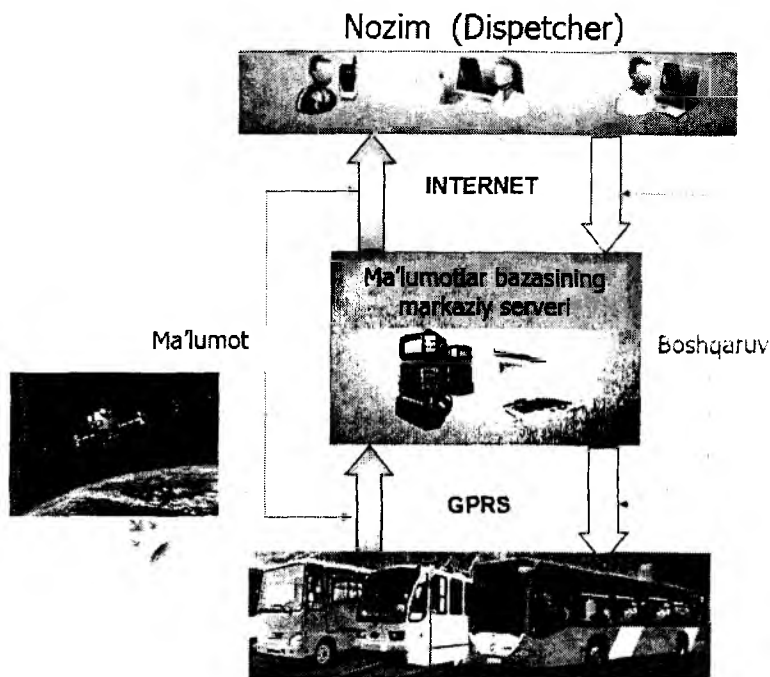 Nozim (Dispetcher)
INTERNET
Ma'lumotlar bazasining
markaziy serveri
Ma'lumot
Boshqaruv
GPRS